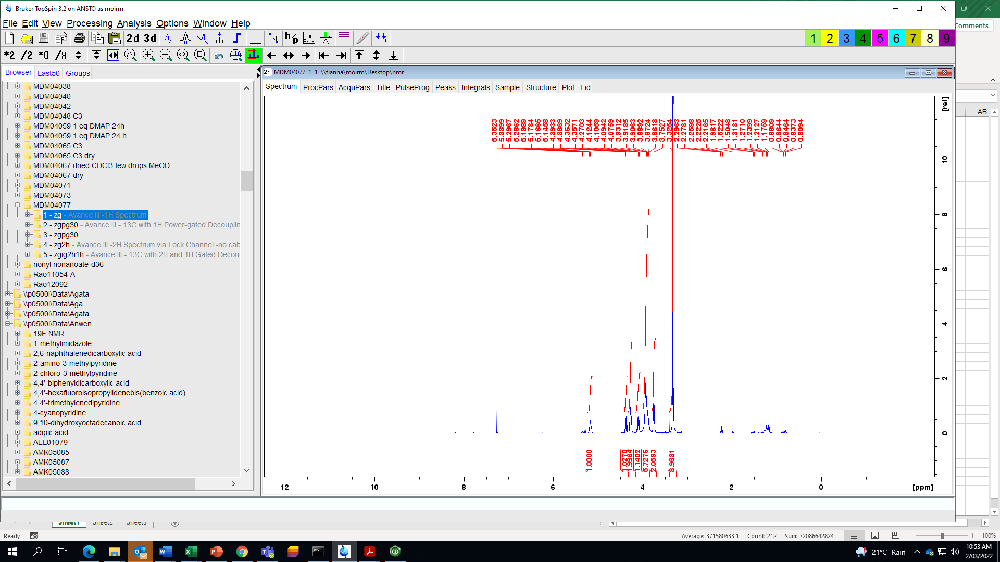 Bruker TopSpin 3.2 on ANSTO as moirm
File Edit View Processing Analysis Options Window Help
Comments
2d 3d
h/p
1 2 3 4 5 6 7 8 9
*2 /2 *8 /8
Browser Last50 Groups
MDM04038
MDM04040
MDM04042
MDM04048 C3
MDM04059 1 eq DMAP 24h
MDM04059 1 eq DMAP 24 h
MDM04065 C3
MDM04065 C3 dry
MDM04067 dried CDCl3 few drops MeOD
MDM04067 dry
MDM04071
MDM04073
MDM04077
1 - zg - Avance III -1H Spectrum
2 - zgpg30 - Avance III - 13C with 1H Power-gated Decouplin
3 - zgpg30
4 - zg2h - Avance III -2H Spectrum via Lock Channel -no cab
5 - zgig2h1h - Avance III - 13C with 2H and 1H Gated Decou
nonyl nonanoate-d36
Rao11054-A
Rao12092
\\p0500l\Data\Agata
\\p0500l\Data\Aga
\\p0500l\Data\Agata
\\p0500l\Data\Anwen
19F NMR
1-methylimidazole
2,6-naphthalenedicarboxylic acid
2-amino-3-methylpyridine
2-chloro-3-methylpyridine
4,4'-biphenyldicarboxylic acid
4,4'-hexafluoroisopropylidenebis(benzoic acid)
4,4'-trimethylenedipyridine
4-cyanopyridine
9,10-dihydroxyoctadecanoic acid
adipic acid
AEL01079
AMK05085
AMK05087
AMK05088
27 MDM04077 1 1 \\fianna\moirm\Desktop\nmr
Spectrum ProcPars AcquPars Title PulseProg Peaks Integrals Sample Structure Plot Fid
5.3523
5.3399
5.2967
5.2862
5.1989
5.1784
5.1665
5.1458
4.3933
4.3869
4.3632
4.3571
4.2703
4.1244
4.1059
4.0942
4.0759
3.9312
3.9185
3.9063
3.8892
3.8724
3.8618
3.7527
3.3254
2.2963
2.2781
2.2598
2.2225
2.2165
1.9817
1.5222
1.5048
1.3181
1.2710
1.2399
1.2127
1.1759
0.8809
0.8644
0.8464
0.8373
0.8094
[rel]
10
8
6
4
2
0
1.0000
1.0270
1.9964
1.1402
5.7276
2.0593
8.9631
12 10 8 6 4 2 0 [ppm]
AB
Sheet1 Sheet2 Sheet3
Ready
Average: 371580633.1 Count: 212 Sum: 72086642824
100%
21°C Rain
10:53 AM
2/03/2022